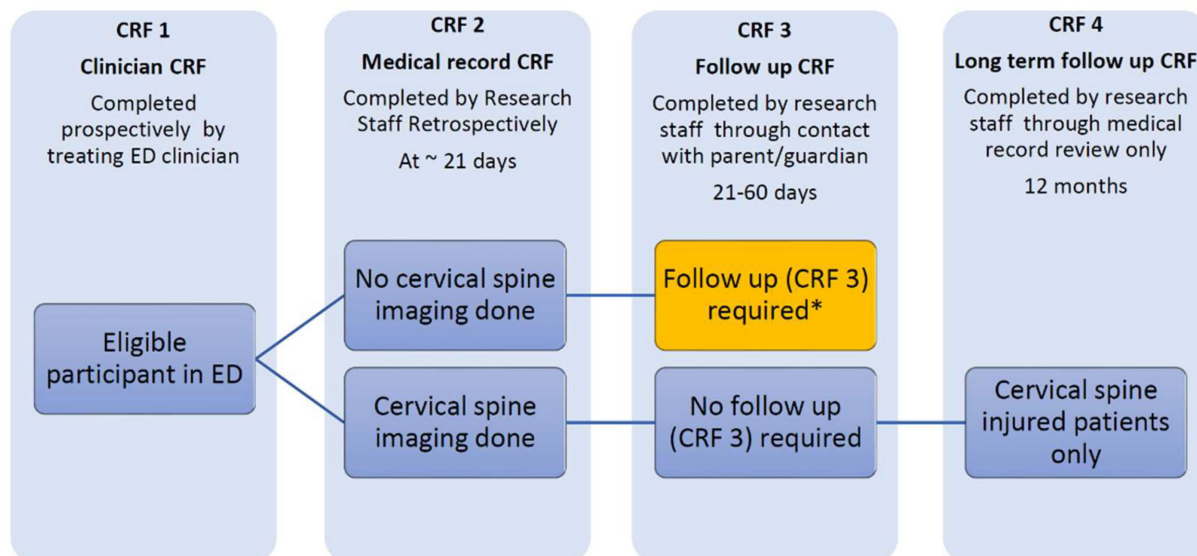 CRF 1
Clinician CRF
Completed
prospectively by
treating ED clinician
Eligible
participant in ED
CRF 2
Medical record CRF
Completed by Research
Staff Retrospectively
At ~ 21 days
No cervical spine
imaging done
Cervical spine
imaging done
CRF 3
Follow up CRF
Completed by research
staff through contact
with parent/guardian
21-60 days
Follow up (CRF 3)
required*
No follow up
(CRF 3) required
CRF 4
Long term follow up CRF
Completed by research
staff through medical
record review only
12 months
Cervical spine
injured patients
only